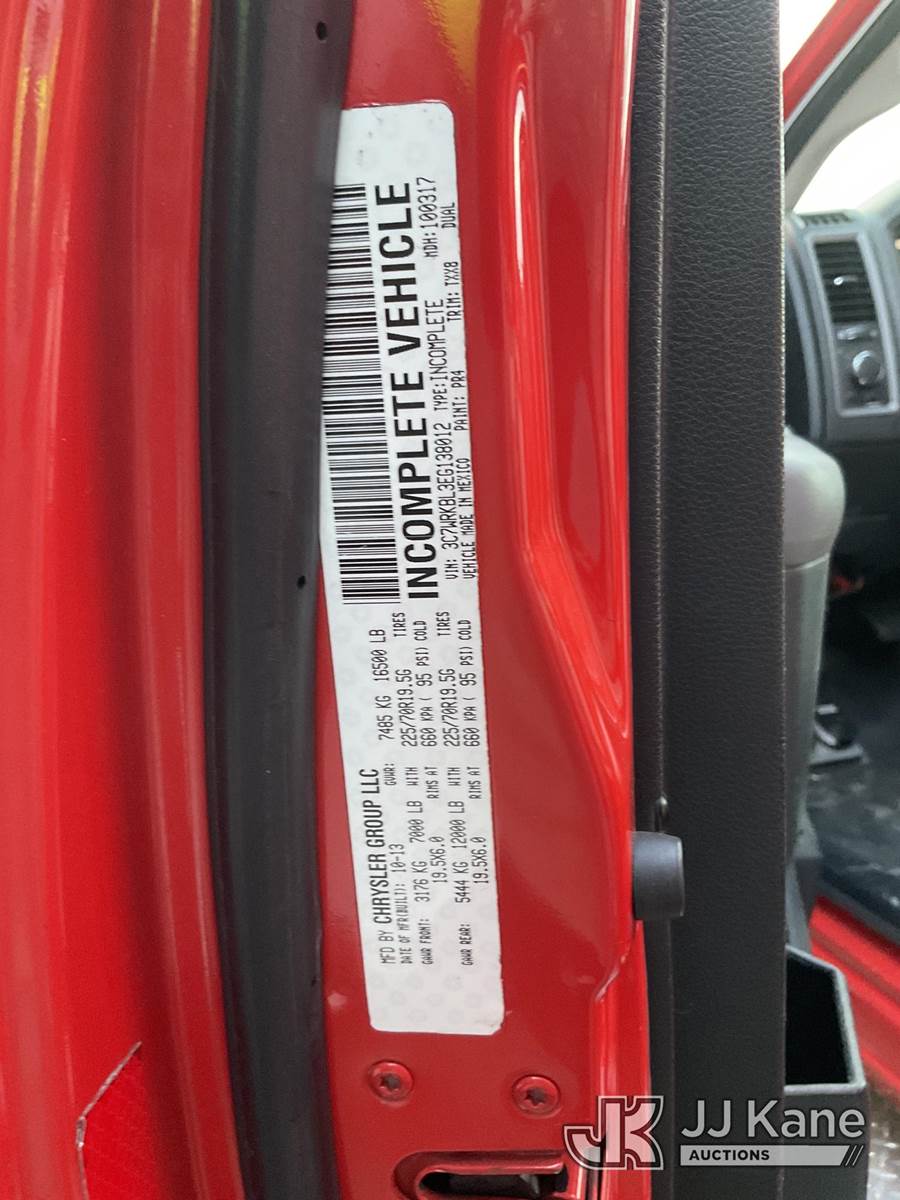 MFD BY CHRYSLER GROUP LLC
DATE OF MFR(BUILT): 10-13 GVWR: 7485 KG 16500 LB
GAWR FRONT: 3176 KG 7000 LB WITH 225/70R19.5G TIRES
19.5X6.0 RIMS AT 660 KPA ( 95 PSI) COLD
GAWR REAR: 5444 KG 12000 LB WITH 225/70R19.5G TIRES
19.5X6.0 RIMS AT 660 KPA ( 95 PSI) COLD
INCOMPLETE VEHICLE
VIN: 3C7WRKBL3EG138012 TYPE:INCOMPLETE MDH:100317
VEHICLE MADE IN MEXICO PAINT: PR4 TRIM: TXX8 DUAL
JK JJ Kane
AUCTIONS